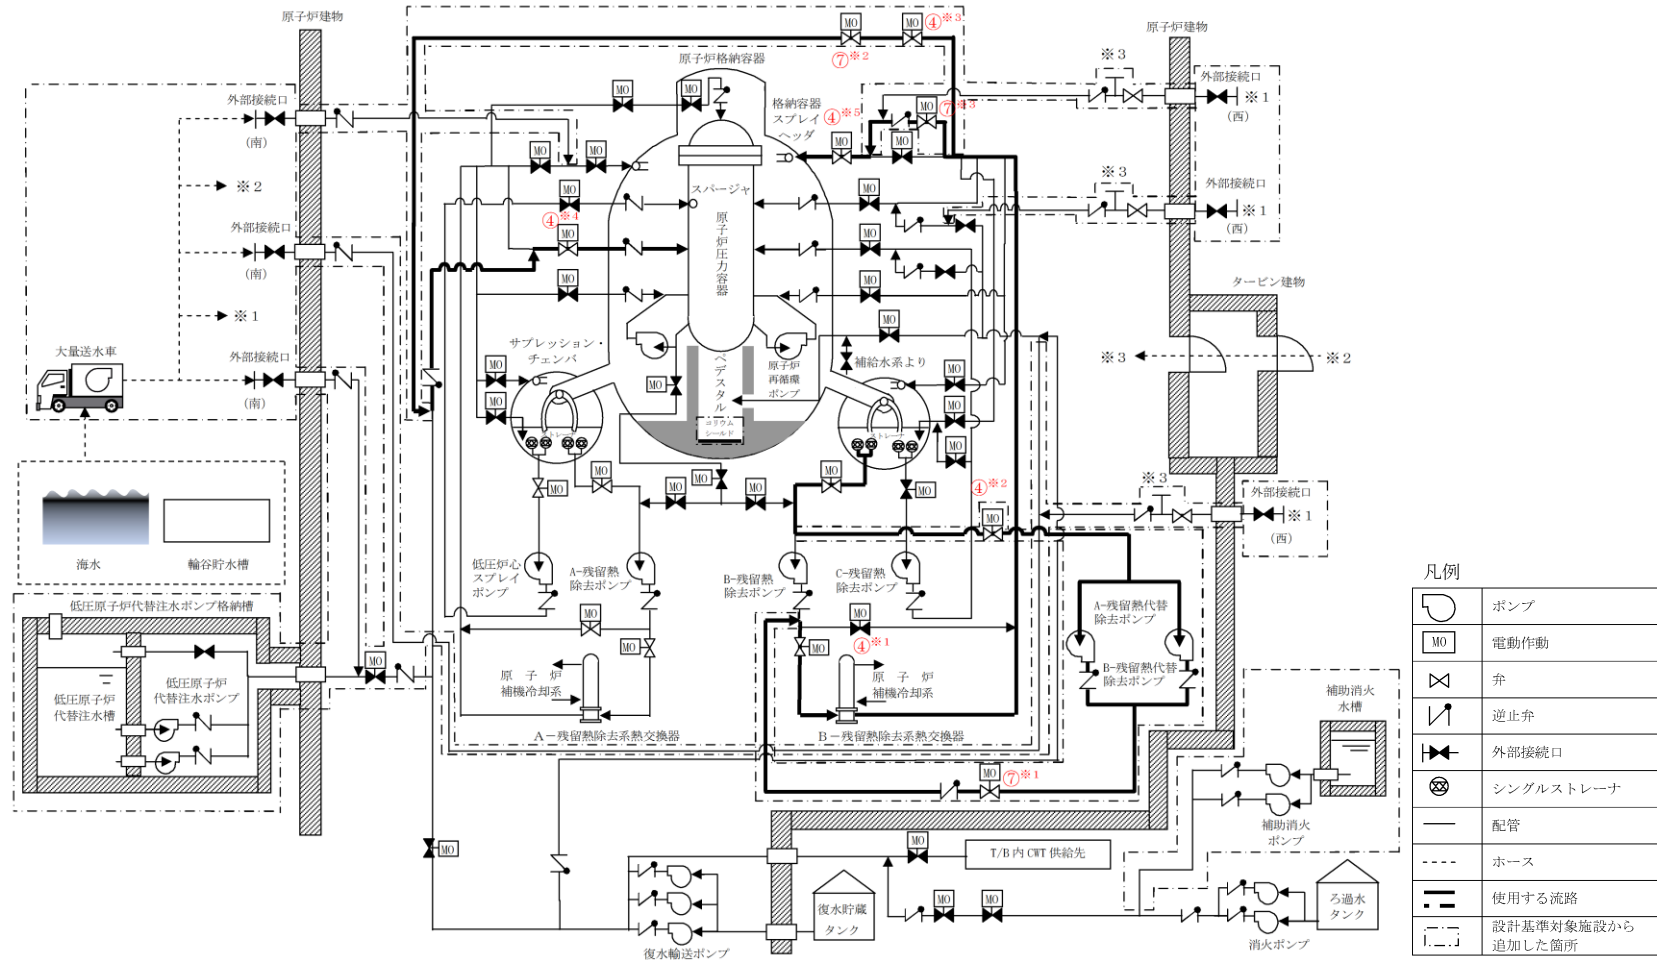 原子炉建物
原子炉格納容器
MO
MO
④※3
⑦※2
原子炉建物
※3
外部接続口
※1
(西)
外部接続口
(南)
MO
MO
格納容器
スプレイ
ヘッダ
④※5
MO
⑦※3
MO
MO
MO
MO
※2
MO
スパージャ
MO
※3
外部接続口
※1
(西)
④※4
外部接続口
(南)
MO
原子炉圧力容器
MO
MO
MO
※1
タービン建物
大量送水車
外部接続口
(南)
サプレッション・
チェンバ
MO
MO
MO
ペデスタル
原子炉
再循環
ポンプ
MO
補給水系より
※3
※2
MO
MO
MO
コリウム
シールド
ストレーナ
ストレーナ
海水
輪谷貯水槽
MO
MO
MO
MO
MO
MO
MO
④※2
MO
※3
外部接続口
※1
(西)
低圧炉心
スプレイ
ポンプ
A-残留熱
除去ポンプ
B-残留熱
除去ポンプ
C-残留熱
除去ポンプ
低圧原子炉代替注水ポンプ格納槽
MO
MO
MO
MO
④※1
A-残留熱代替
除去ポンプ
B-残留熱代替
除去ポンプ
低圧原子炉
代替注水槽
低圧原子炉
代替注水ポンプ
MO
原子炉
補機冷却系
原子炉
補機冷却系
A－残留熱除去系熱交換器
B－残留熱除去系熱交換器
MO
⑦※1
補助消火
水槽
補助消火
ポンプ
MO
MO
T/B内CWT供給先
MO
MO
復水貯蔵
タンク
復水輸送ポンプ
消火ポンプ
ろ過水
タンク
凡例
ポンプ
MO
電動作動
弁
逆止弁
外部接続口
シングルストレーナ
配管
ホース
使用する流路
設計基準対象施設から
追加した箇所